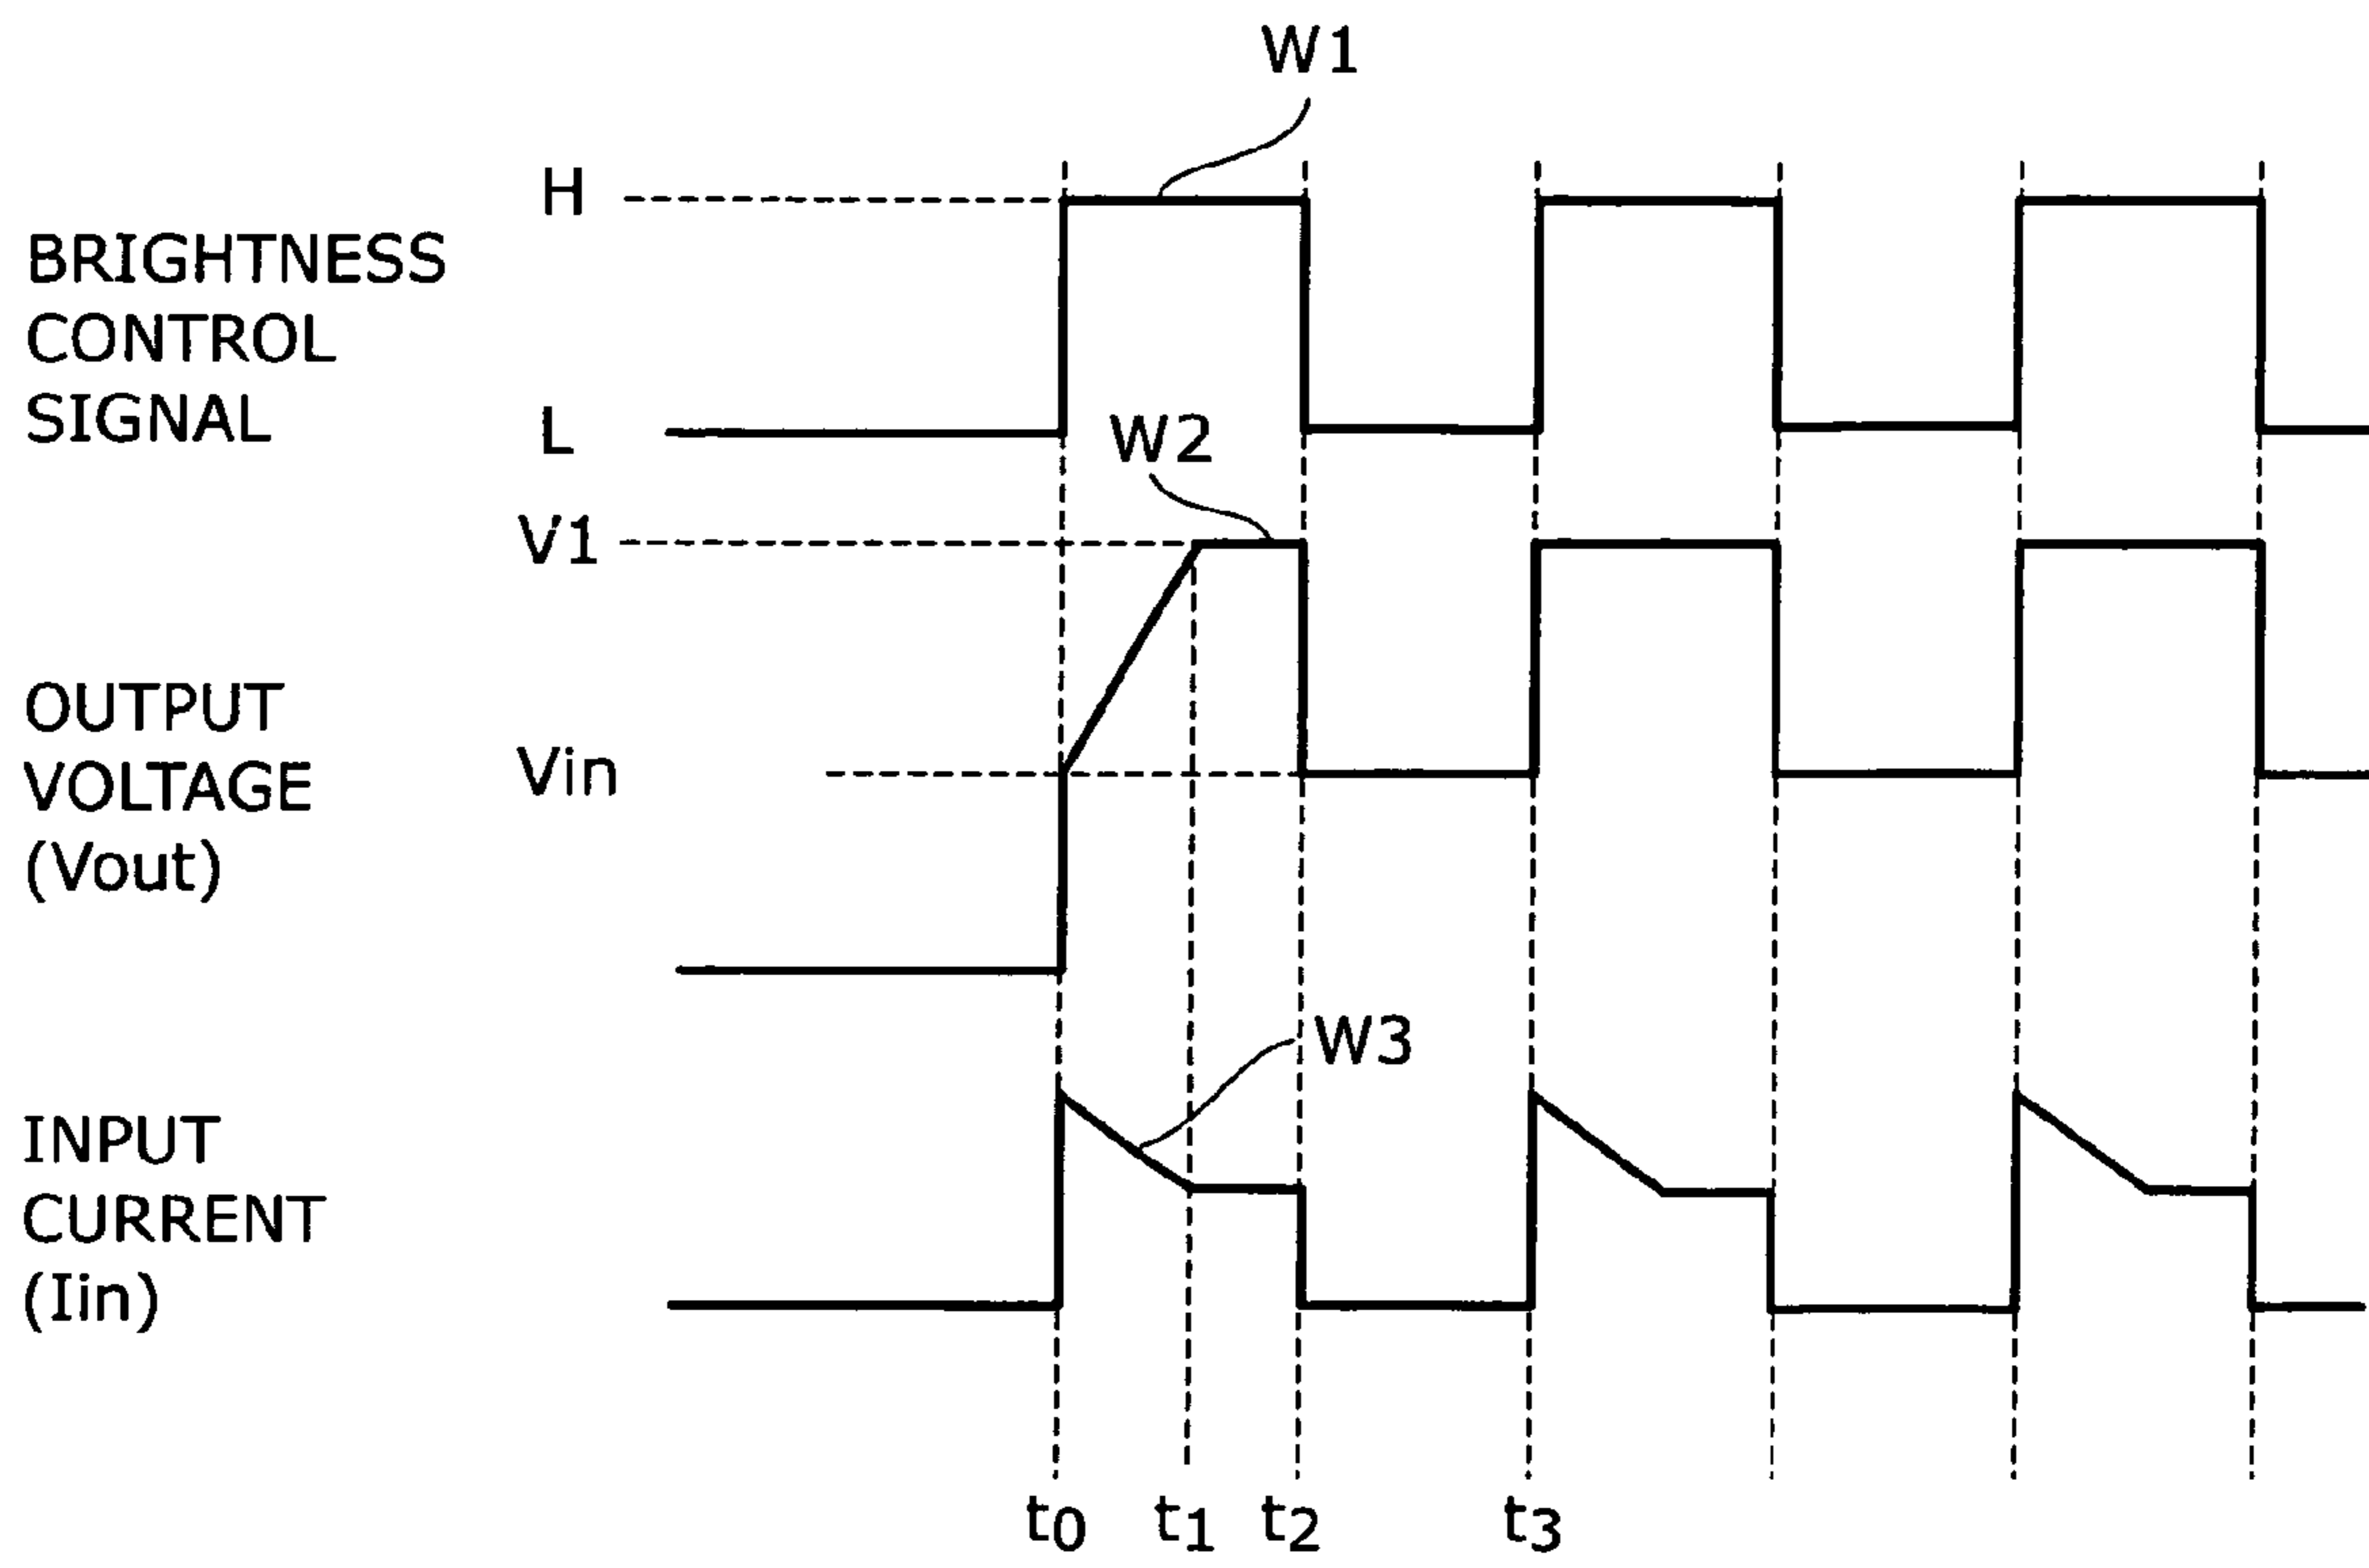 W1
H
BRIGHTNESS
CONTROL
SIGNAL
L
W2
V1
OUTPUT
VOLTAGE
(Vout)
Vin
W3
INPUT
CURRENT
(Iin)
t0 t1 t2 t3